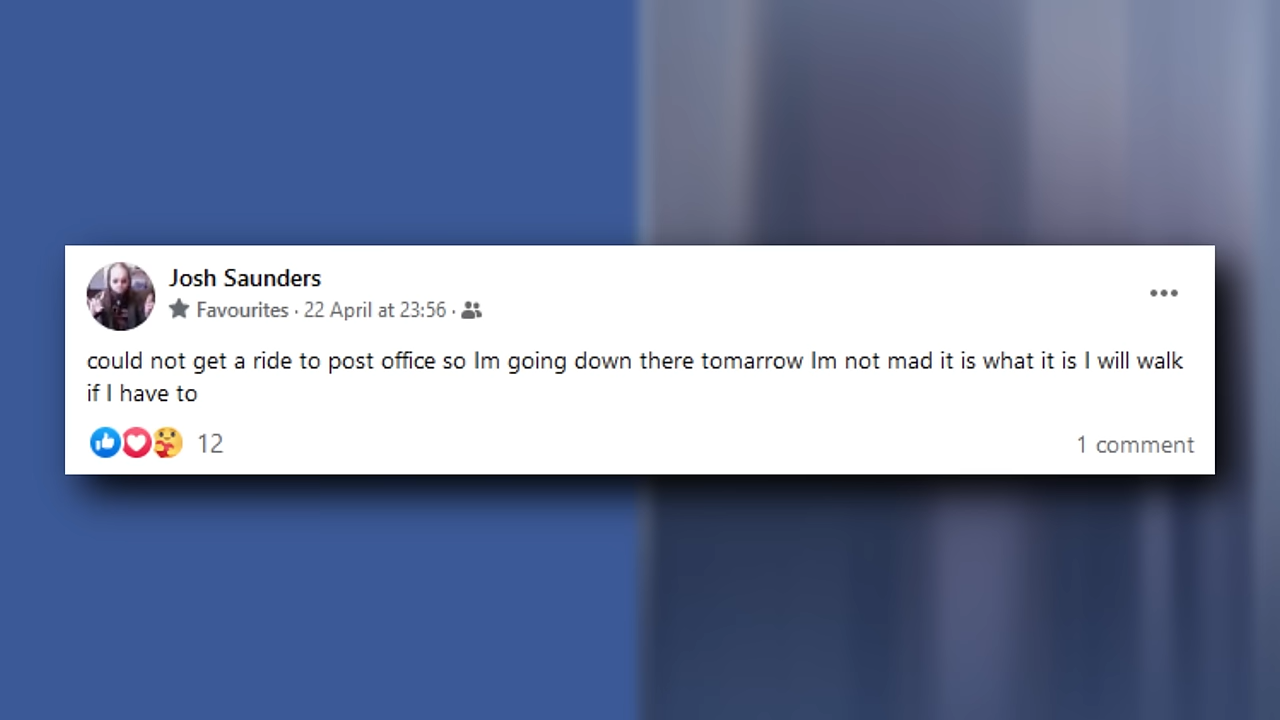 Josh Saunders
Favourites · 22 April at 23:56 ·
could not get a ride to post office so Im going down there tomarrow Im not mad it is what it is I will walk
if I have to
12
1 comment